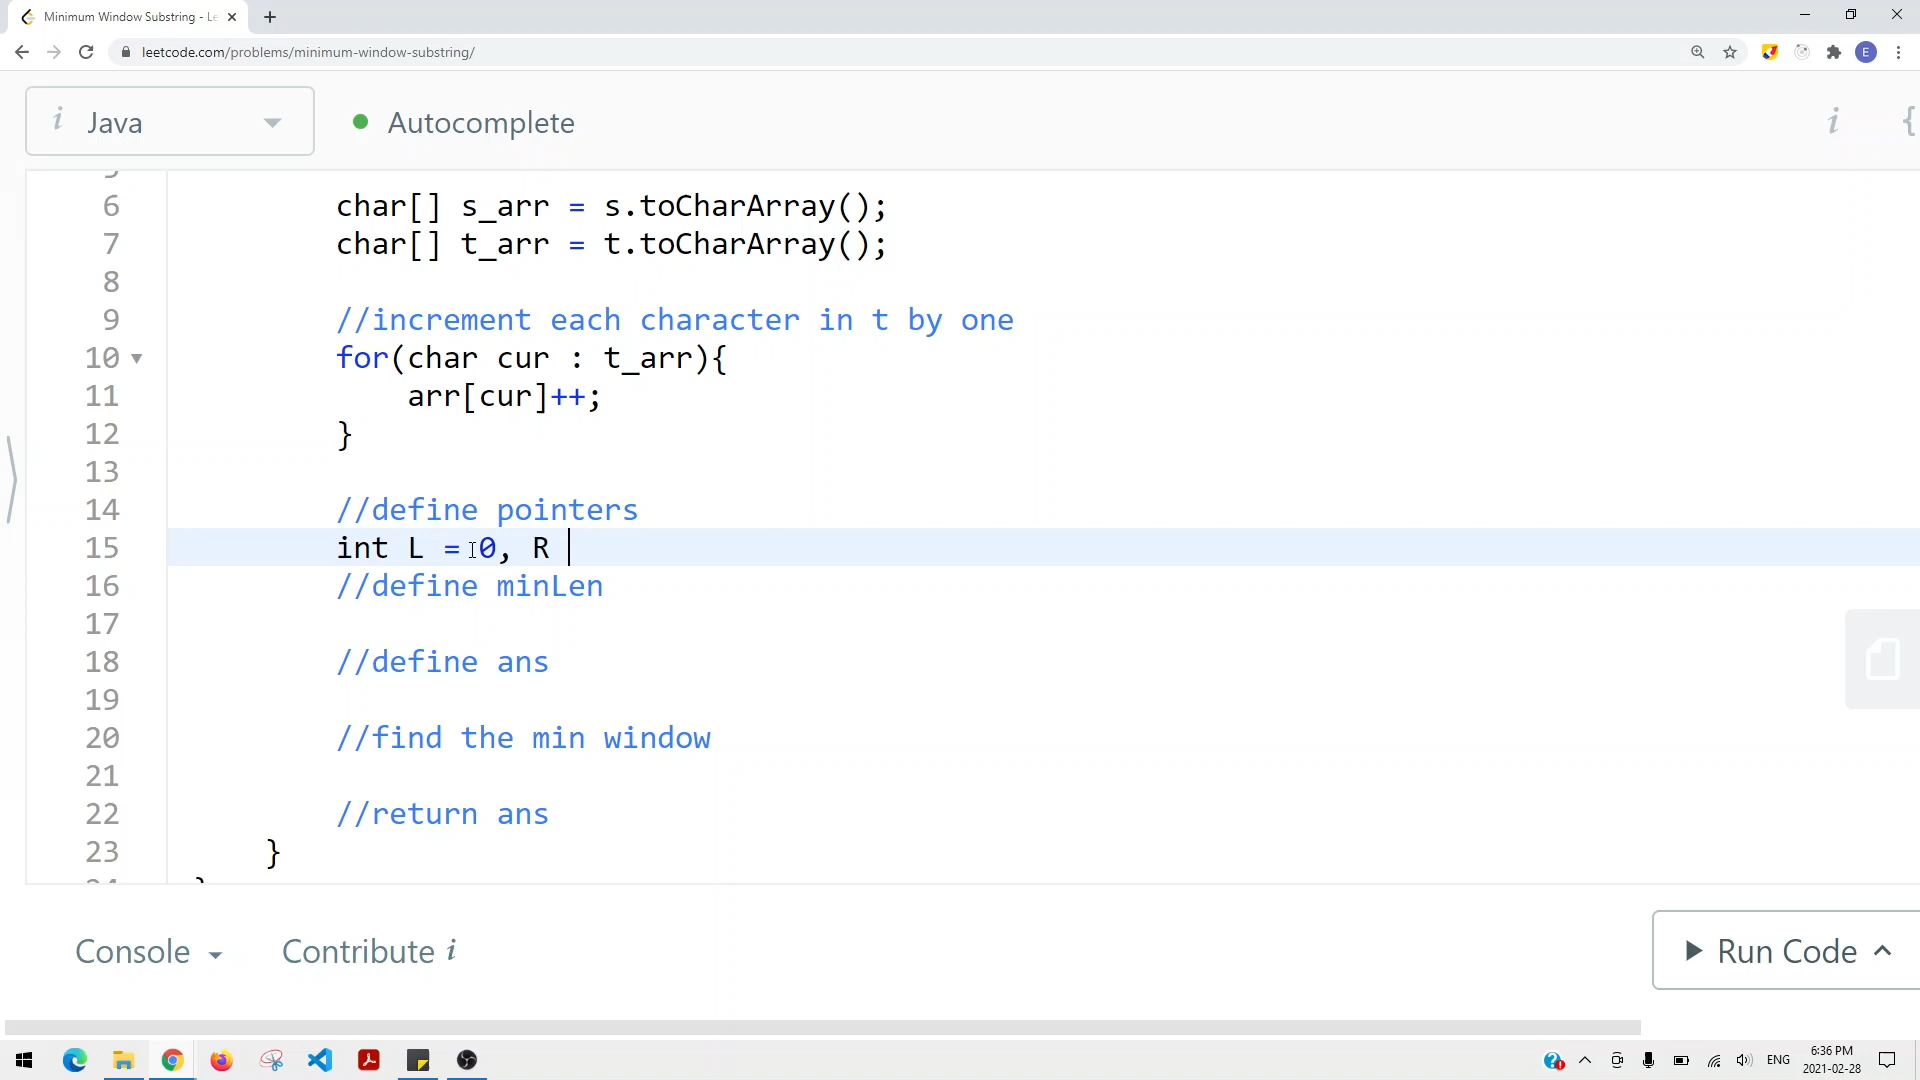 Minimum Window Substring - Le
leetcode.com/problems/minimum-window-substring/
E
i Java
Autocomplete
i {
6 char[] s_arr = s.toCharArray();
7 char[] t_arr = t.toCharArray();
8
9 //increment each character in t by one
10 for(char cur : t_arr){
11 arr[cur]++;
12 }
13
14 //define pointers
15 int L = 0, R
16 //define minLen
17
18 //define ans
19
20 //find the min window
21
22 //return ans
23 }
Console
Contribute i
Run Code
ENG
6:36 PM
2021-02-28